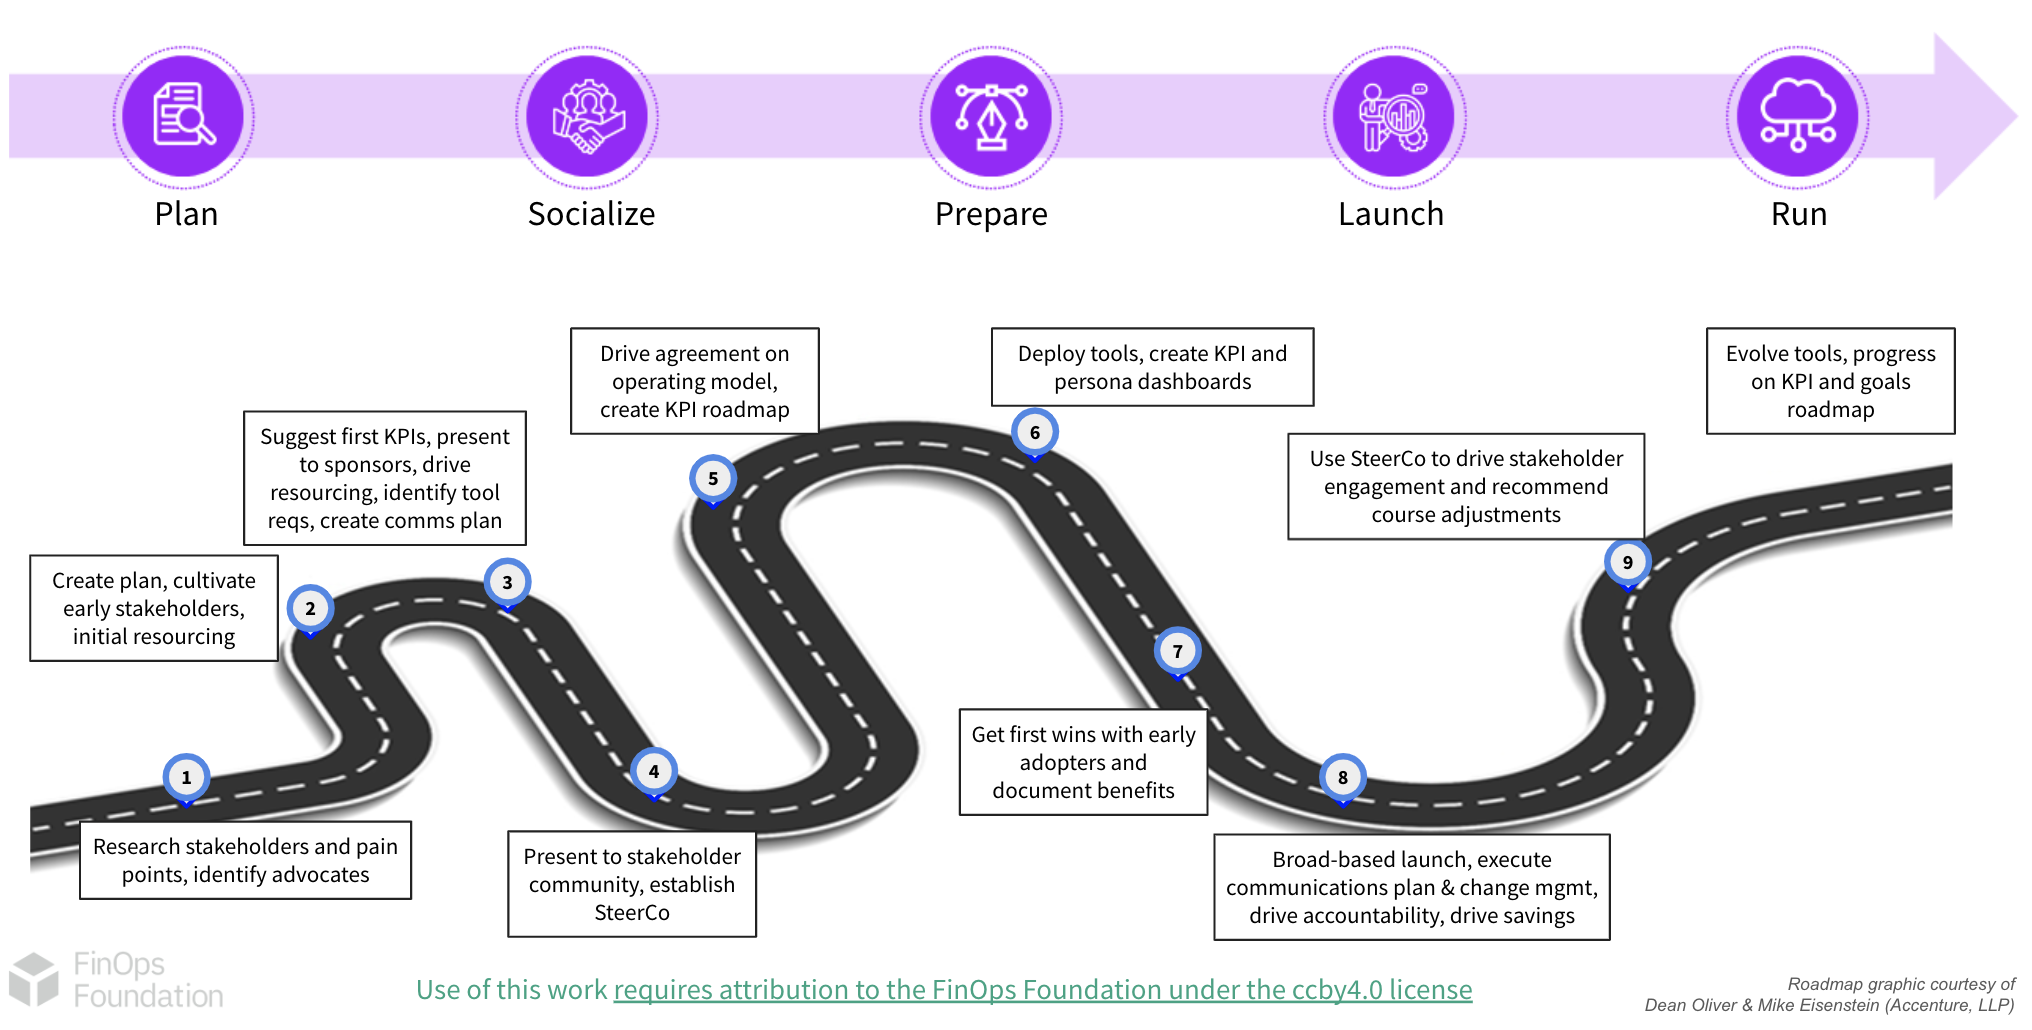 Plan
Socialize
Prepare
Launch
Run
Drive agreement on
operating model,
create KPI roadmap
Deploy tools, create KPI and
persona dashboards
Evolve tools, progress
on KPI and goals
roadmap
Suggest first KPIs, present
to sponsors, drive
resourcing, identify tool
reqs, create comms plan
Use SteerCo to drive stakeholder
engagement and recommend
course adjustments
Create plan, cultivate
early stakeholders,
initial resourcing
1
2
3
4
5
6
7
8
9
Get first wins with early
adopters and
document benefits
Research stakeholders and pain
points, identify advocates
Present to stakeholder
community, establish
SteerCo
Broad-based launch, execute
communications plan & change mgmt,
drive accountability, drive savings
FinOps
Foundation
Use of this work requires attribution to the FinOps Foundation under the ccby4.0 license
Roadmap graphic courtesy of
Dean Oliver & Mike Eisenstein (Accenture, LLP)